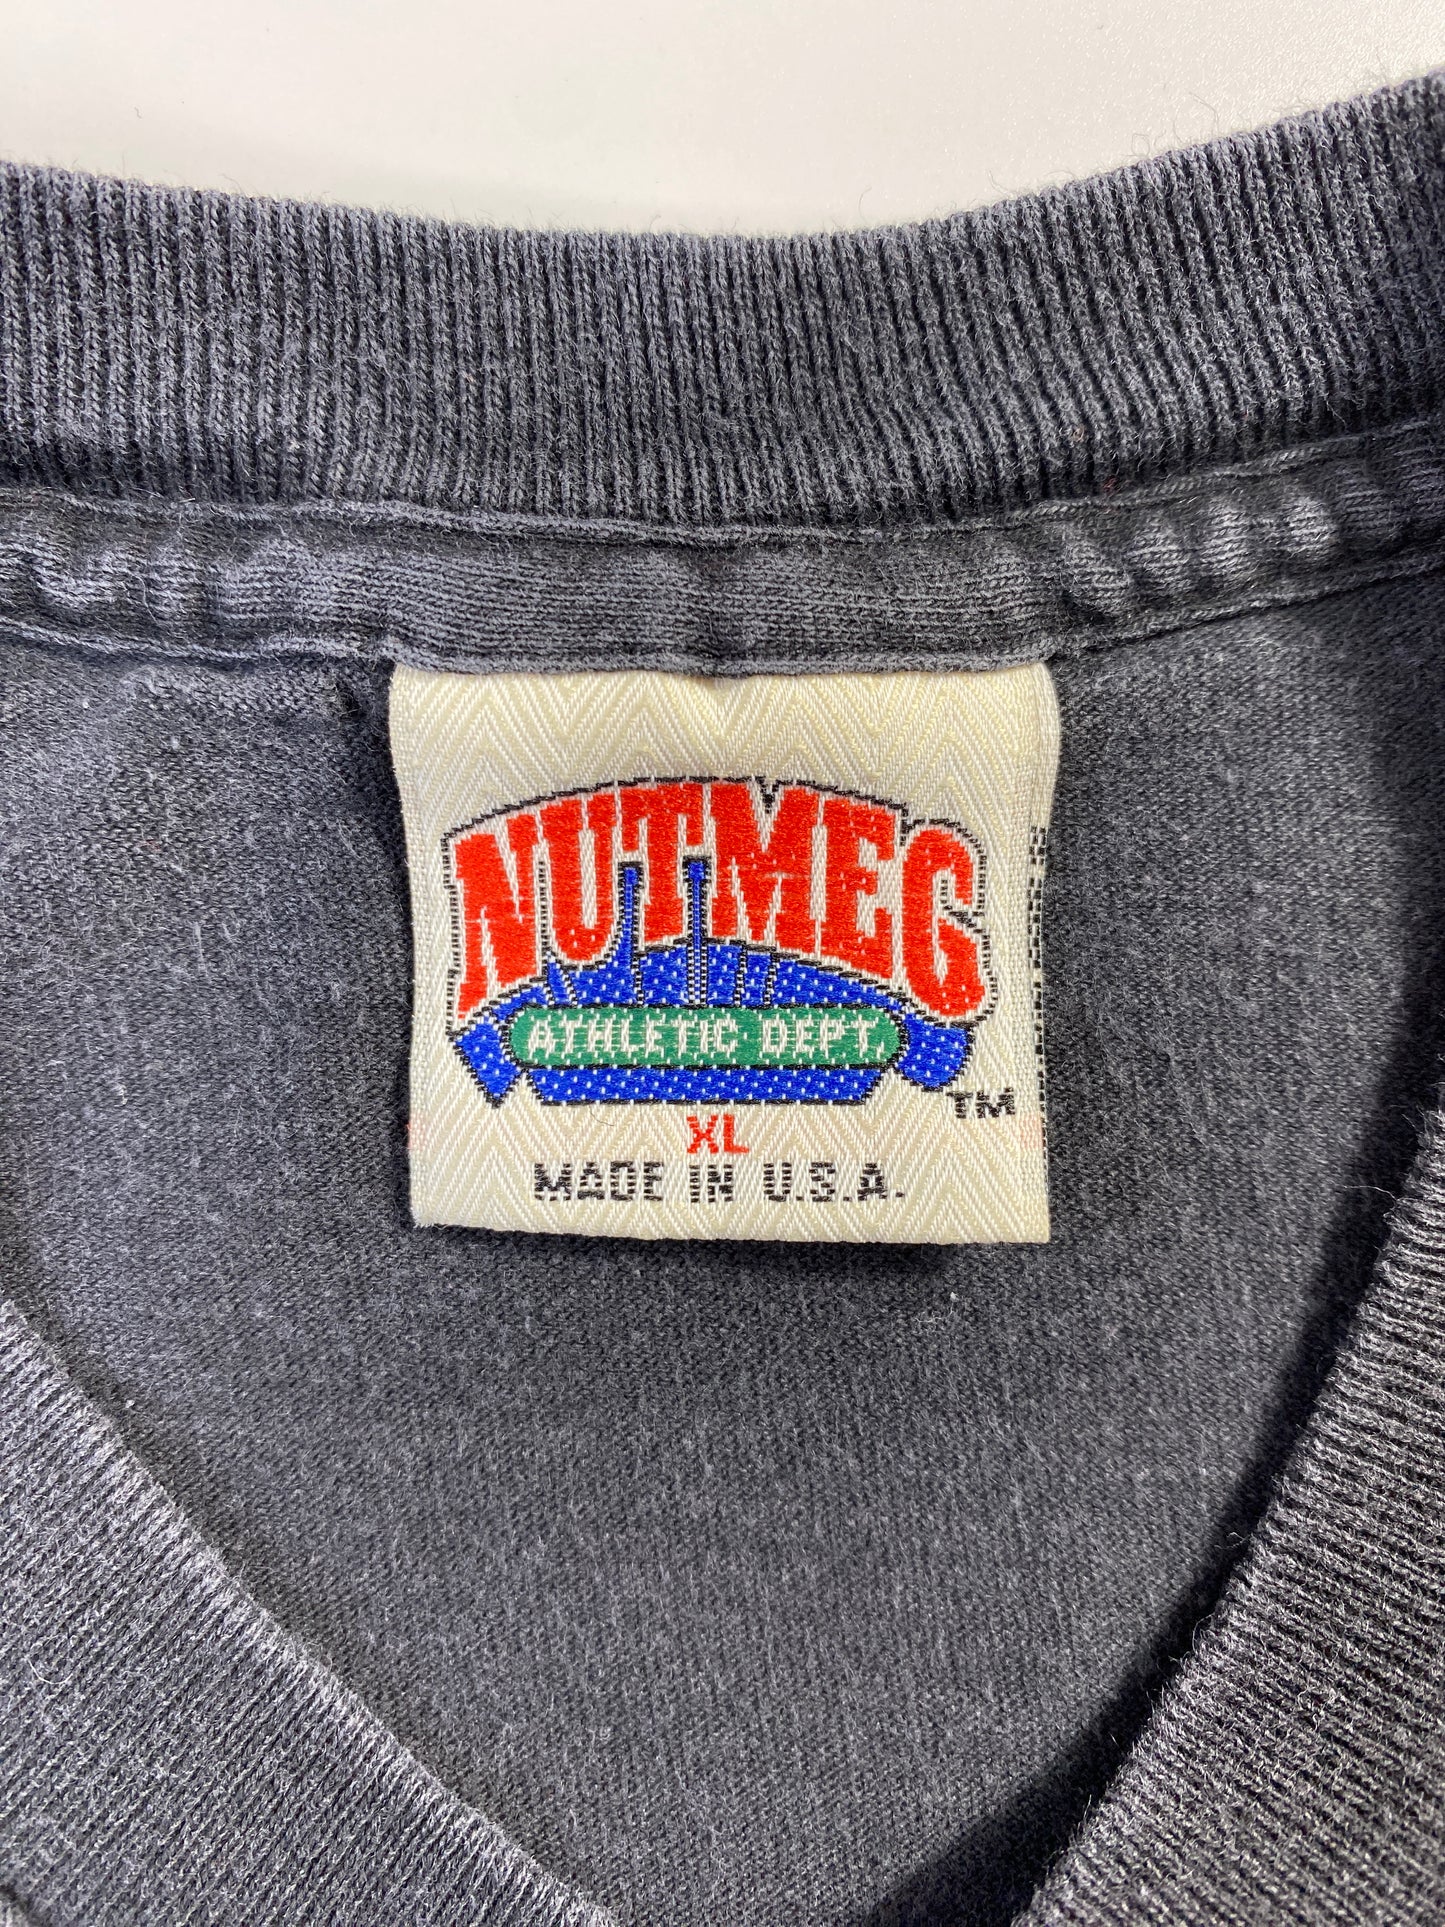 NUTMEG
ATHLETIC DEPT.
TM
XL
MADE IN U.S.A.